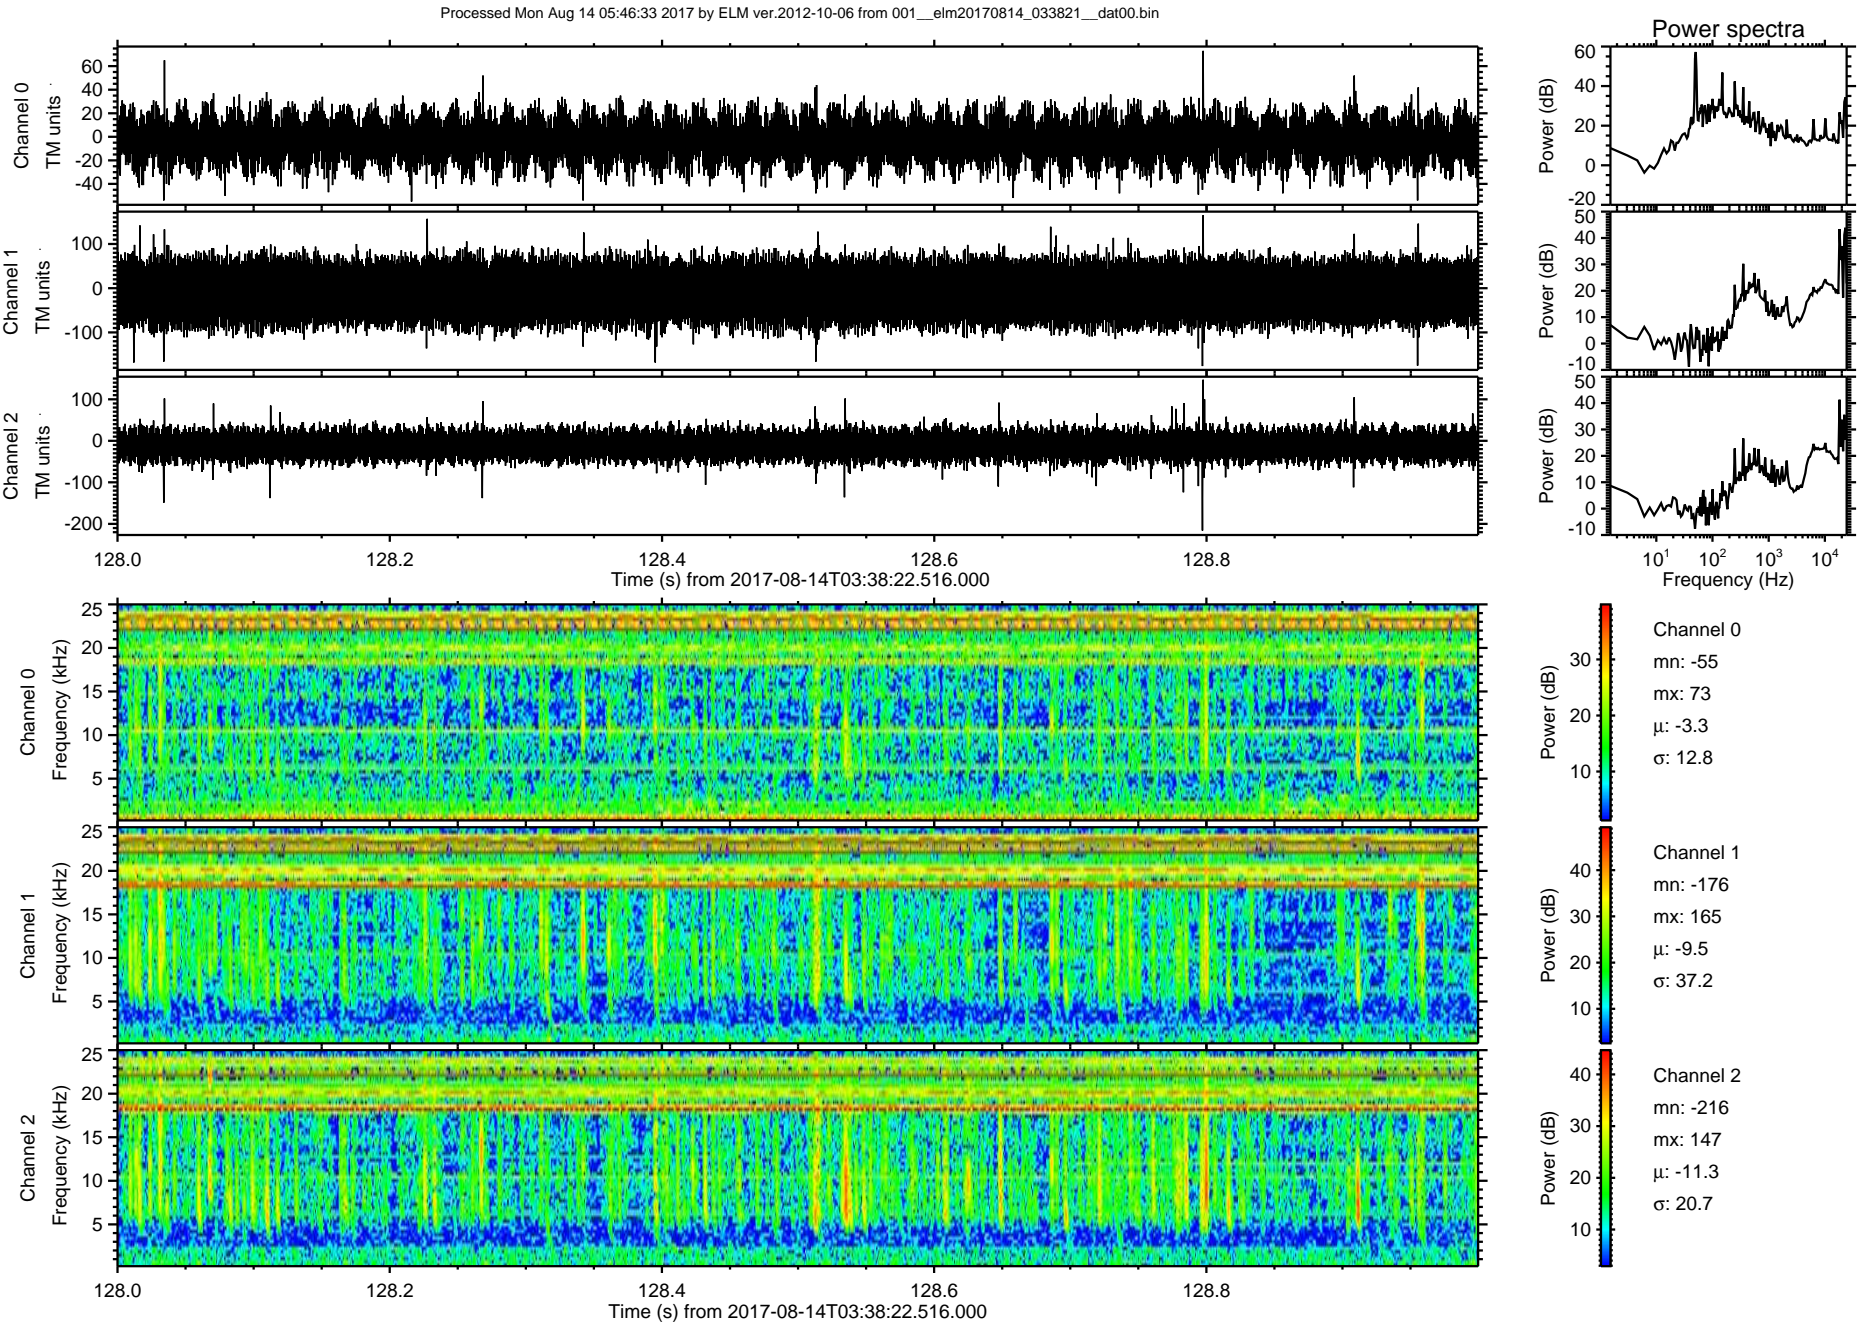 Processed Mon Aug 14 05:46:33 2017 by ELM ver.2012-10-06 from 001__elm20170814_033821__dat00.bin
Power spectra
Channel 0
TM units
60
40
20
0
-20
-40
Power (dB)
60
40
20
0
-20
Channel 1
TM units
100
0
-100
Power (dB)
50
40
30
20
10
0
-10
Channel 2
TM units
100
0
-100
-200
Power (dB)
50
40
30
20
10
0
-10
128.0 128.2 128.4 128.6 128.8
Time (s) from 2017-08-14T03:38:22.516.000
10¹ 10² 10³ 10⁴
Frequency (Hz)
Channel 0
Frequency (kHz)
25
20
15
10
5
Power (dB)
30
20
10
Channel 0
mn: -55
mx: 73
μ: -3.3
σ: 12.8
Channel 1
Frequency (kHz)
25
20
15
10
5
Power (dB)
40
30
20
10
Channel 1
mn: -176
mx: 165
μ: -9.5
σ: 37.2
Channel 2
Frequency (kHz)
25
20
15
10
5
Power (dB)
40
30
20
10
Channel 2
mn: -216
mx: 147
μ: -11.3
σ: 20.7
128.0 128.2 128.4 128.6 128.8
Time (s) from 2017-08-14T03:38:22.516.000